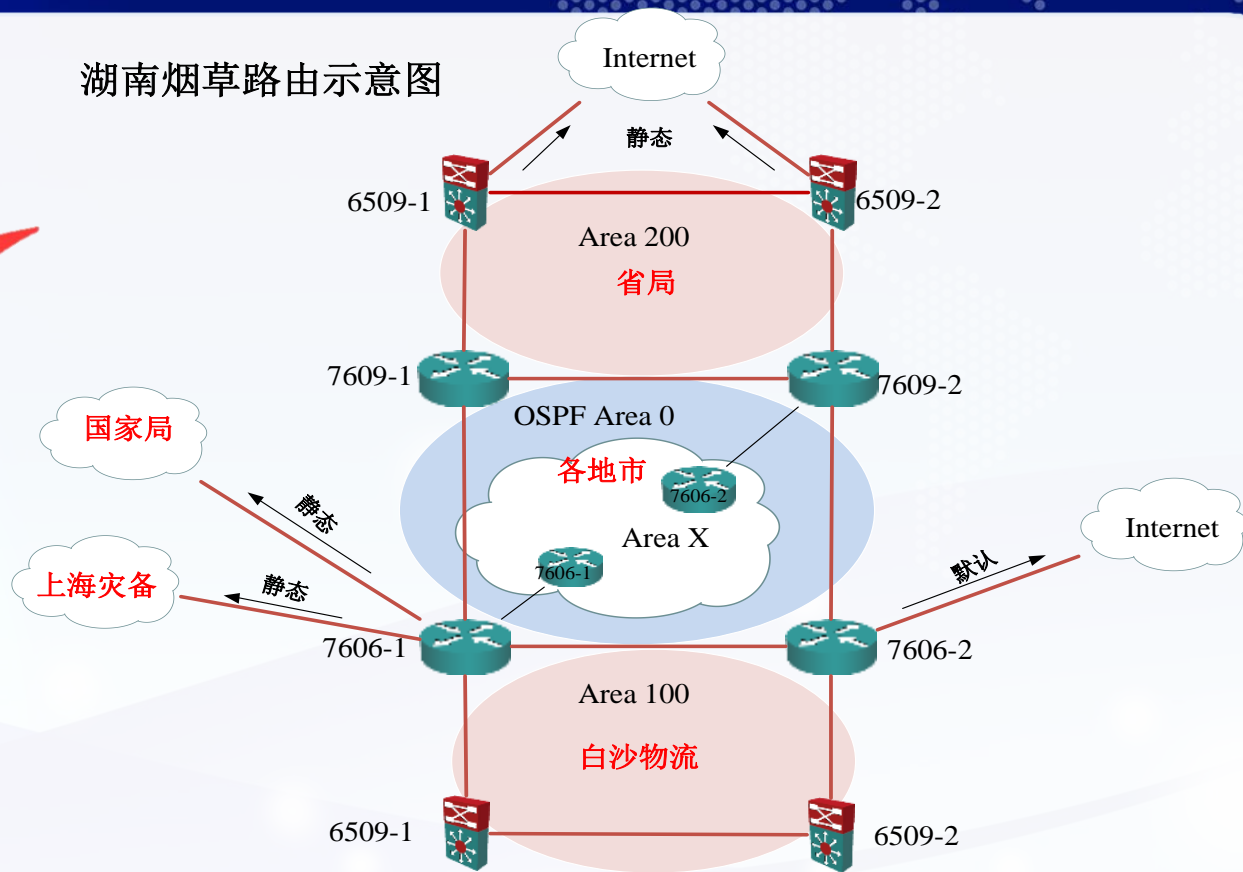 Internet
湖南烟草路由示意图
静态
6509-1
6509-2
Area 200
省局
7609-1
7609-2
OSPF Area 0
国家局
各地市
7606-2
静态
Area X
Internet
7606-1
默认
上海灾备
静态
7606-1
7606-2
Area 100
白沙物流
6509-1
6509-2